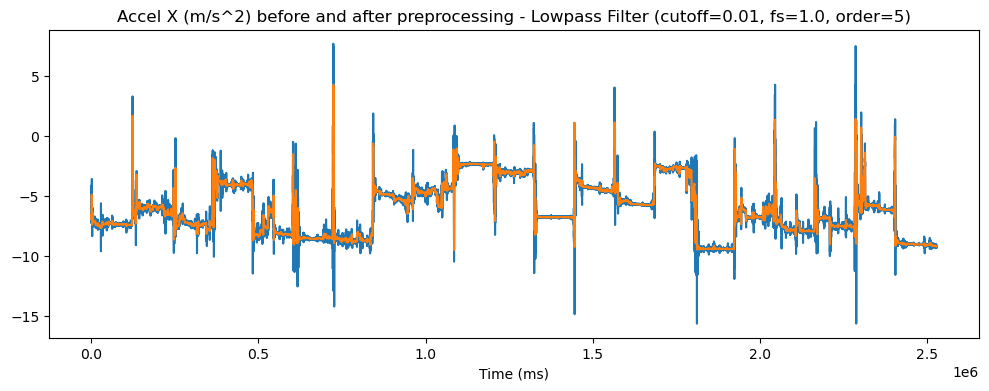 Accel X (m/s^2) before and after preprocessing - Lowpass Filter (cutoff=0.01, fs=1.0, order=5)
5
0
−5
−10
−15
0.0 0.5 1.0 1.5 2.0 2.5
1e6
Time (ms)